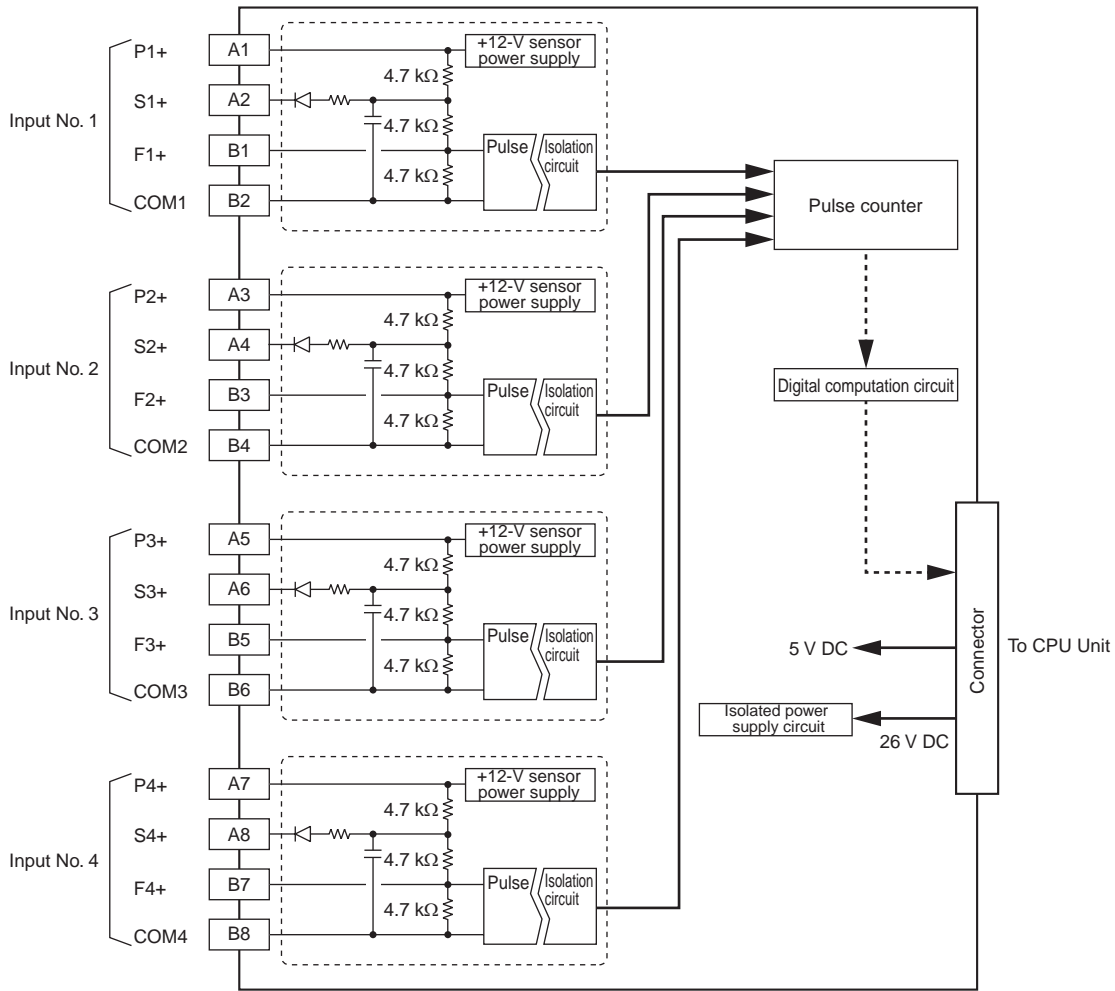 P1+
A1
+12-V sensor
power supply
4.7 kΩ
S1+
A2
Input No. 1
4.7 kΩ
F1+
B1
Pulse
Isolation
circuit
4.7 kΩ
COM1
B2
Pulse counter
P2+
A3
+12-V sensor
power supply
4.7 kΩ
S2+
A4
Input No. 2
4.7 kΩ
F2+
B3
Pulse
Isolation
circuit
4.7 kΩ
COM2
B4
Digital computation circuit
P3+
A5
+12-V sensor
power supply
4.7 kΩ
S3+
A6
Input No. 3
4.7 kΩ
F3+
B5
Pulse
Isolation
circuit
4.7 kΩ
COM3
B6
5 V DC
Connector
To CPU Unit
Isolated power
supply circuit
26 V DC
P4+
A7
+12-V sensor
power supply
4.7 kΩ
S4+
A8
Input No. 4
4.7 kΩ
F4+
B7
Pulse
Isolation
circuit
4.7 kΩ
COM4
B8